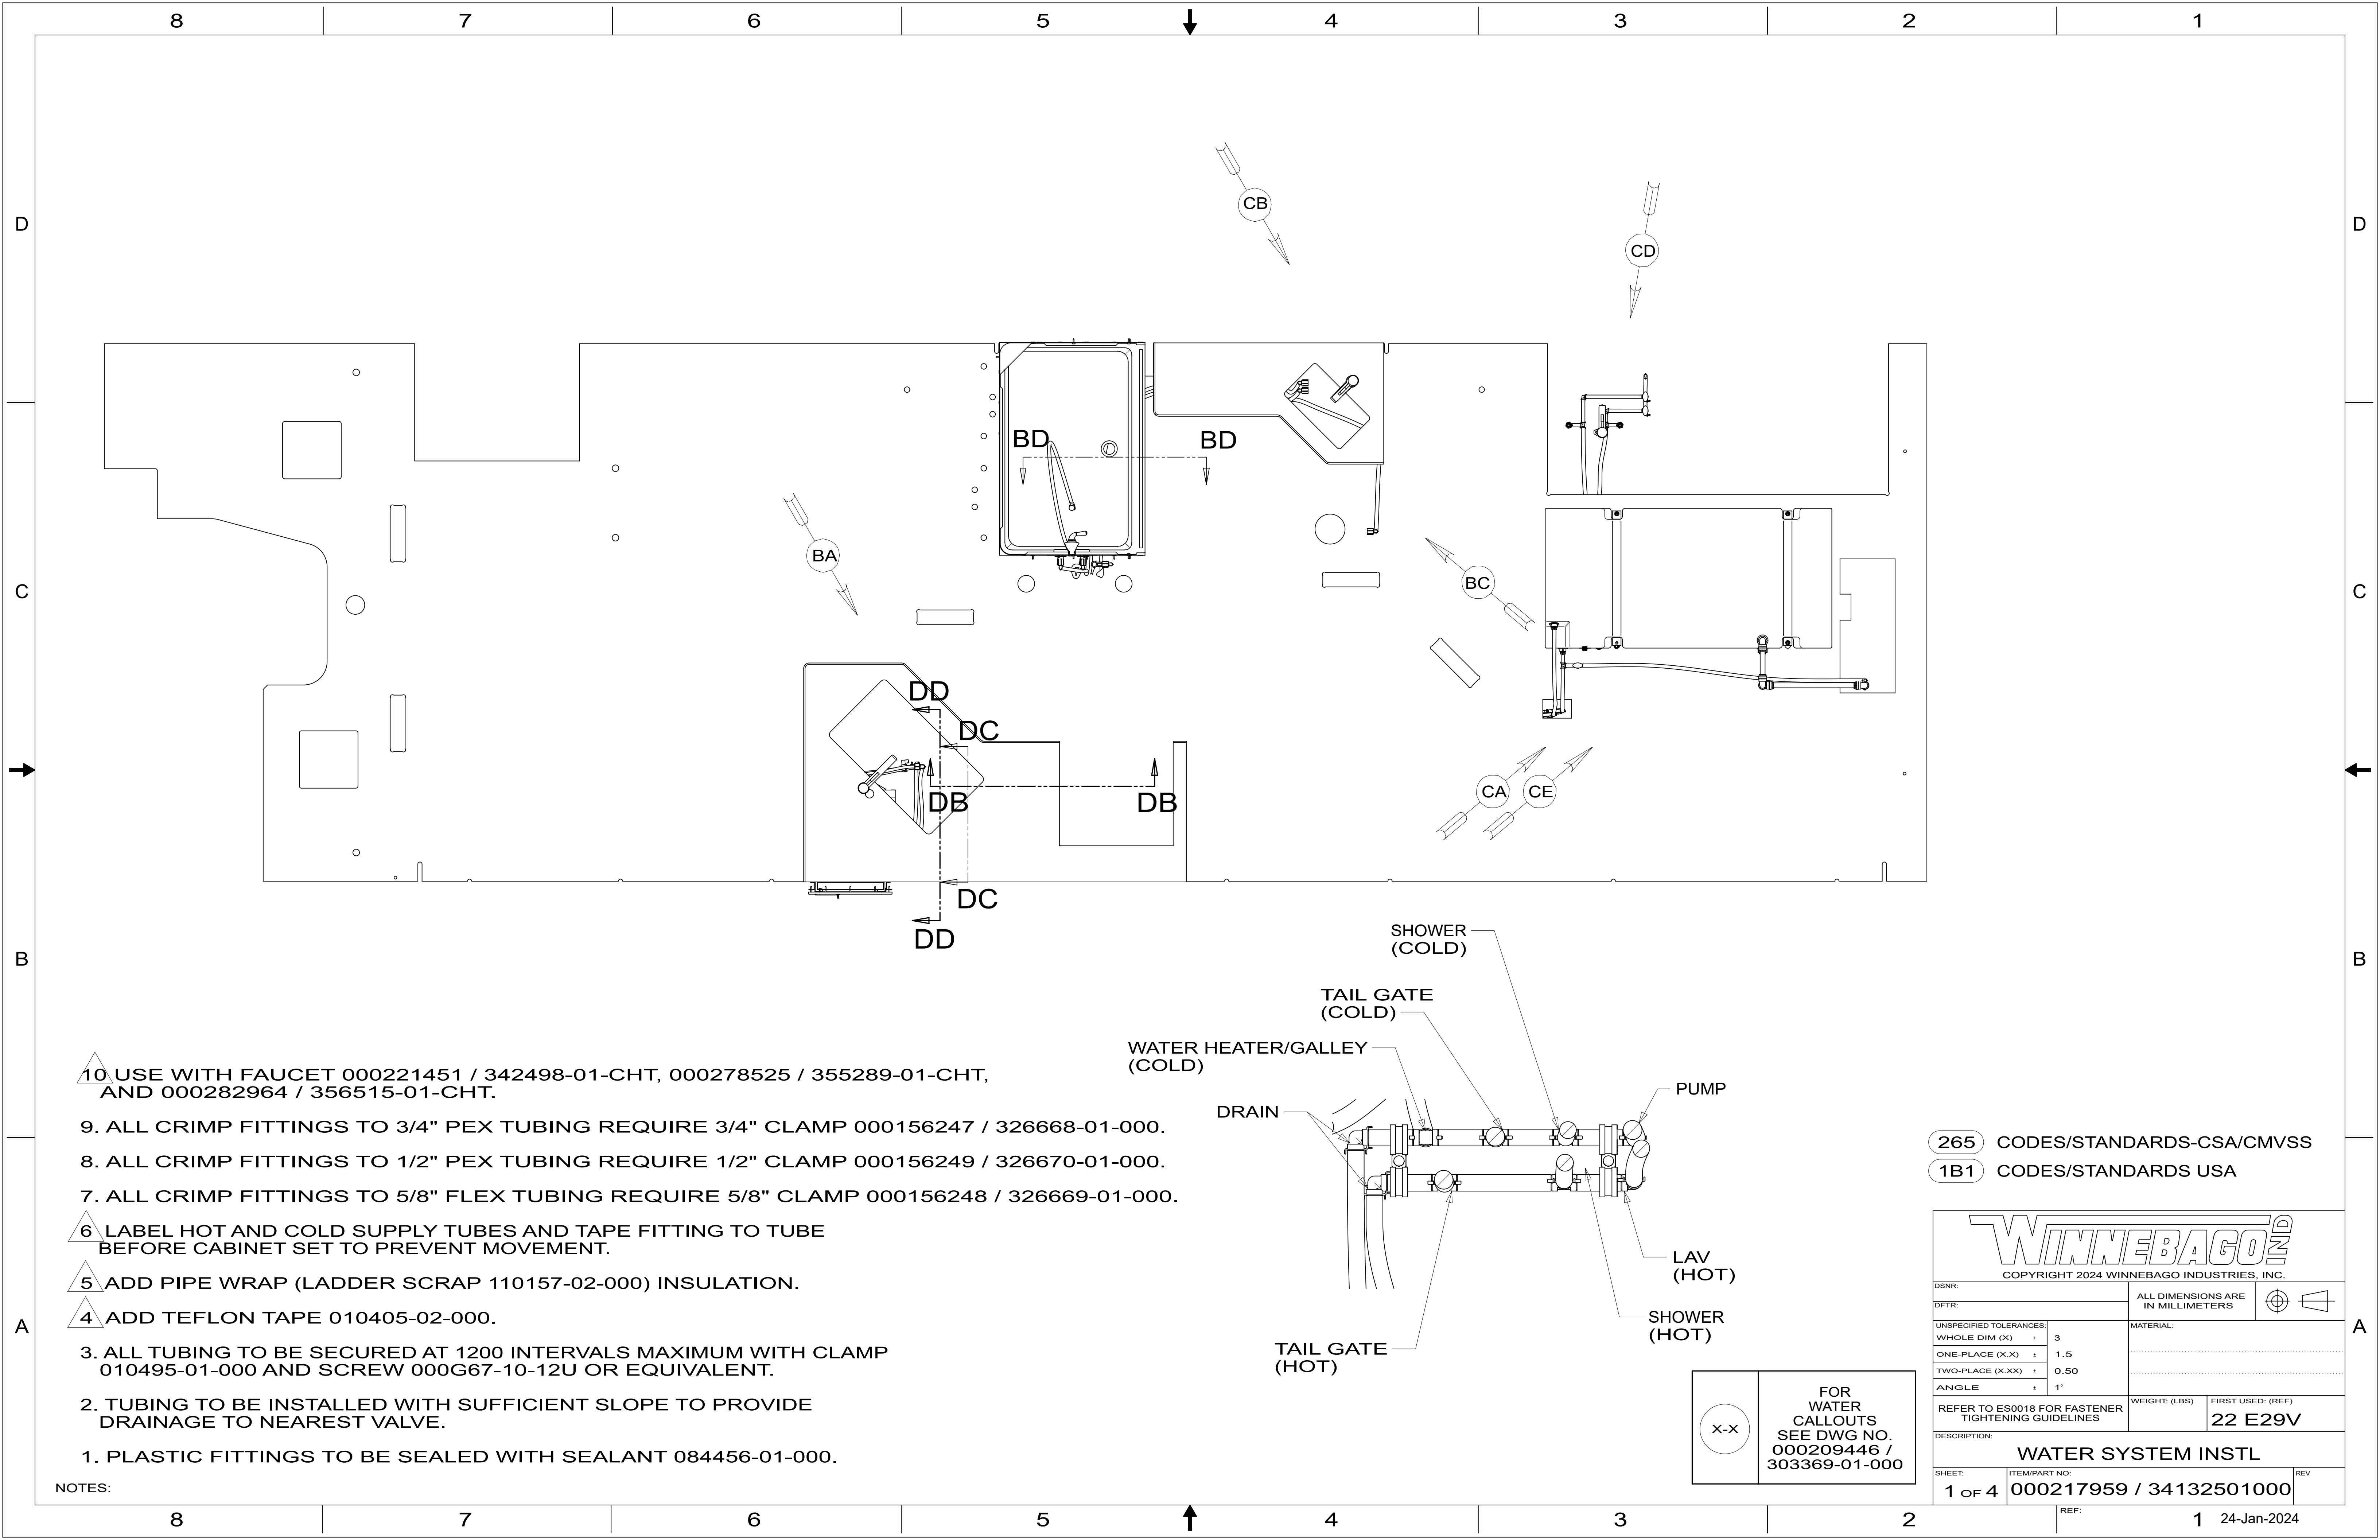 8 7 6 5 4 3 2 1
D
D
CB
CD
BD
BD
BA
BC
C
C
DD
DC
DB
DB
CA
CE
DC
DD
B
B
SHOWER
(COLD)
TAIL GATE
(COLD)
WATER HEATER/GALLEY
(COLD)
DRAIN
PUMP
LAV
(HOT)
SHOWER
(HOT)
TAIL GATE
(HOT)
10 USE WITH FAUCET 000221451 / 342498-01-CHT, 000278525 / 355289-01-CHT,
AND 000282964 / 356515-01-CHT.
9. ALL CRIMP FITTINGS TO 3/4" PEX TUBING REQUIRE 3/4" CLAMP 000156247 / 326668-01-000.
8. ALL CRIMP FITTINGS TO 1/2" PEX TUBING REQUIRE 1/2" CLAMP 000156249 / 326670-01-000.
7. ALL CRIMP FITTINGS TO 5/8" FLEX TUBING REQUIRE 5/8" CLAMP 000156248 / 326669-01-000.
6 LABEL HOT AND COLD SUPPLY TUBES AND TAPE FITTING TO TUBE
BEFORE CABINET SET TO PREVENT MOVEMENT.
5 ADD PIPE WRAP (LADDER SCRAP 110157-02-000) INSULATION.
4 ADD TEFLON TAPE 010405-02-000.
3. ALL TUBING TO BE SECURED AT 1200 INTERVALS MAXIMUM WITH CLAMP
010495-01-000 AND SCREW 000G67-10-12U OR EQUIVALENT.
2. TUBING TO BE INSTALLED WITH SUFFICIENT SLOPE TO PROVIDE
DRAINAGE TO NEAREST VALVE.
1. PLASTIC FITTINGS TO BE SEALED WITH SEALANT 084456-01-000.
NOTES:
A
A
265 CODES/STANDARDS-CSA/CMVSS
1B1 CODES/STANDARDS USA
X-X
FOR
WATER
CALLOUTS
SEE DWG NO.
000209446 /
303369-01-000
WINNEBAGO IND
COPYRIGHT 2024 WINNEBAGO INDUSTRIES, INC.
DSNR:
DFTR:
ALL DIMENSIONS ARE
IN MILLIMETERS
UNSPECIFIED TOLERANCES:
WHOLE DIM (X) ± 3
ONE-PLACE (X.X) ± 1.5
TWO-PLACE (X.XX) ± 0.50
ANGLE ± 1°
MATERIAL:
REFER TO ES0018 FOR FASTENER
TIGHTENING GUIDELINES
WEIGHT: (LBS)
FIRST USED: (REF)
22 E29V
DESCRIPTION:
WATER SYSTEM INSTL
SHEET:
1 OF 4
ITEM/PART NO:
000217959 / 34132501000
REV
REF:
8 7 6 5 4 3 2 1
24-Jan-2024